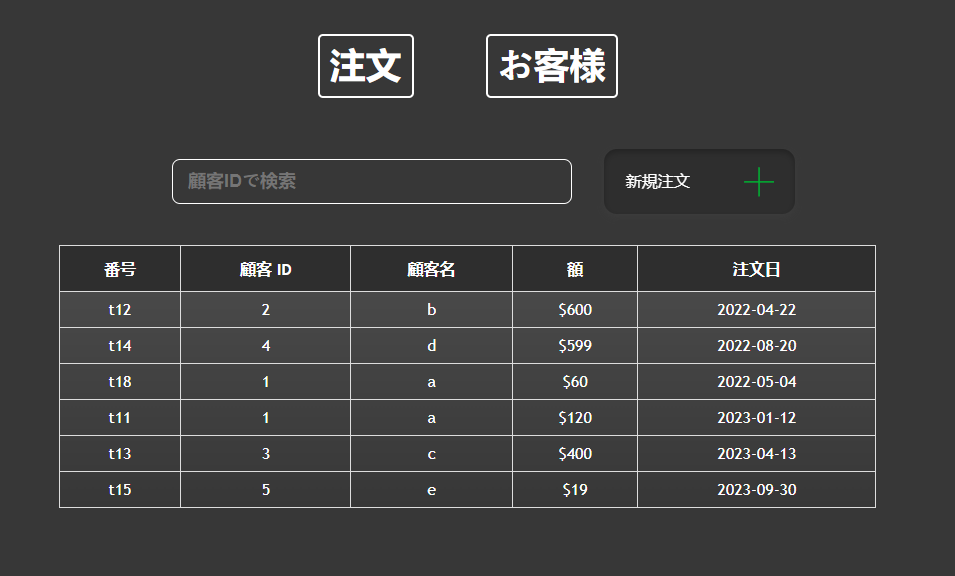 注文 お客様
顧客IDで検索 新規注文
番号 顧客 ID 顧客名 額 注文日
t12 2 b $600 2022-04-22
t14 4 d $599 2022-08-20
t18 1 a $60 2022-05-04
t11 1 a $120 2023-01-12
t13 3 c $400 2023-04-13
t15 5 e $19 2023-09-30